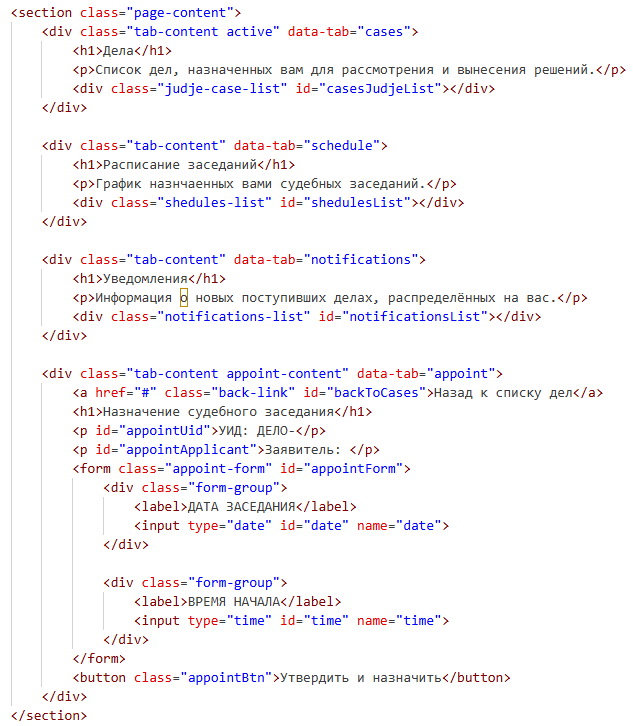 <section class="page-content">
<div class="tab-content active" data-tab="cases">
<h1>Дела</h1>
<p>Список дел, назначенных вам для рассмотрения и вынесения решений.</p>
<div class="judje-case-list" id="casesJudjeList"></div>
</div>
<div class="tab-content" data-tab="schedule">
<h1>Расписание заседаний</h1>
<p>График назнчаенных вами судебных заседаний.</p>
<div class="shedules-list" id="shedulesList"></div>
</div>
<div class="tab-content" data-tab="notifications">
<h1>Уведомления</h1>
<p>Информация о новых поступивших делах, распределённых на вас.</p>
<div class="notifications-list" id="notificationsList"></div>
</div>
<div class="tab-content appoint-content" data-tab="appoint">
<a href="#" class="back-link" id="backToCases">Назад к списку дел</a>
<h1>Назначение судебного заседания</h1>
<p id="appointUid">УИД: ДЕЛО-</p>
<p id="appointApplicant">Заявитель: </p>
<form class="appoint-form" id="appointForm">
<div class="form-group">
<label>ДАТА ЗАСЕДАНИЯ</label>
<input type="date" id="date" name="date">
</div>
<div class="form-group">
<label>ВРЕМЯ НАЧАЛА</label>
<input type="time" id="time" name="time">
</div>
</form>
<button class="appointBtn">Утвердить и назначить</button>
</div>
</section>